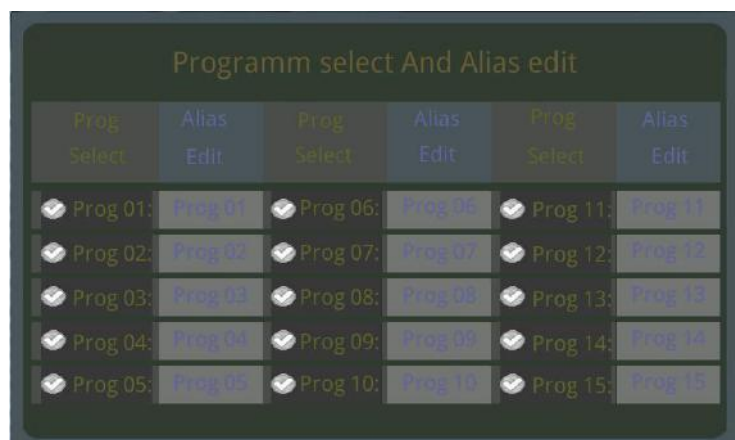 Programm select And Alias edit
Prog Select Alias Edit Prog Select Alias Edit Prog Select Alias Edit
Prog 01: Prog 01 Prog 06: Prog 06 Prog 11: Prog 11
Prog 02: Prog 02 Prog 07: Prog 07 Prog 12: Prog 12
Prog 03: Prog 03 Prog 08: Prog 08 Prog 13: Prog 13
Prog 04: Prog 04 Prog 09: Prog 09 Prog 14: Prog 14
Prog 05: Prog 05 Prog 10: Prog 10 Prog 15: Prog 15